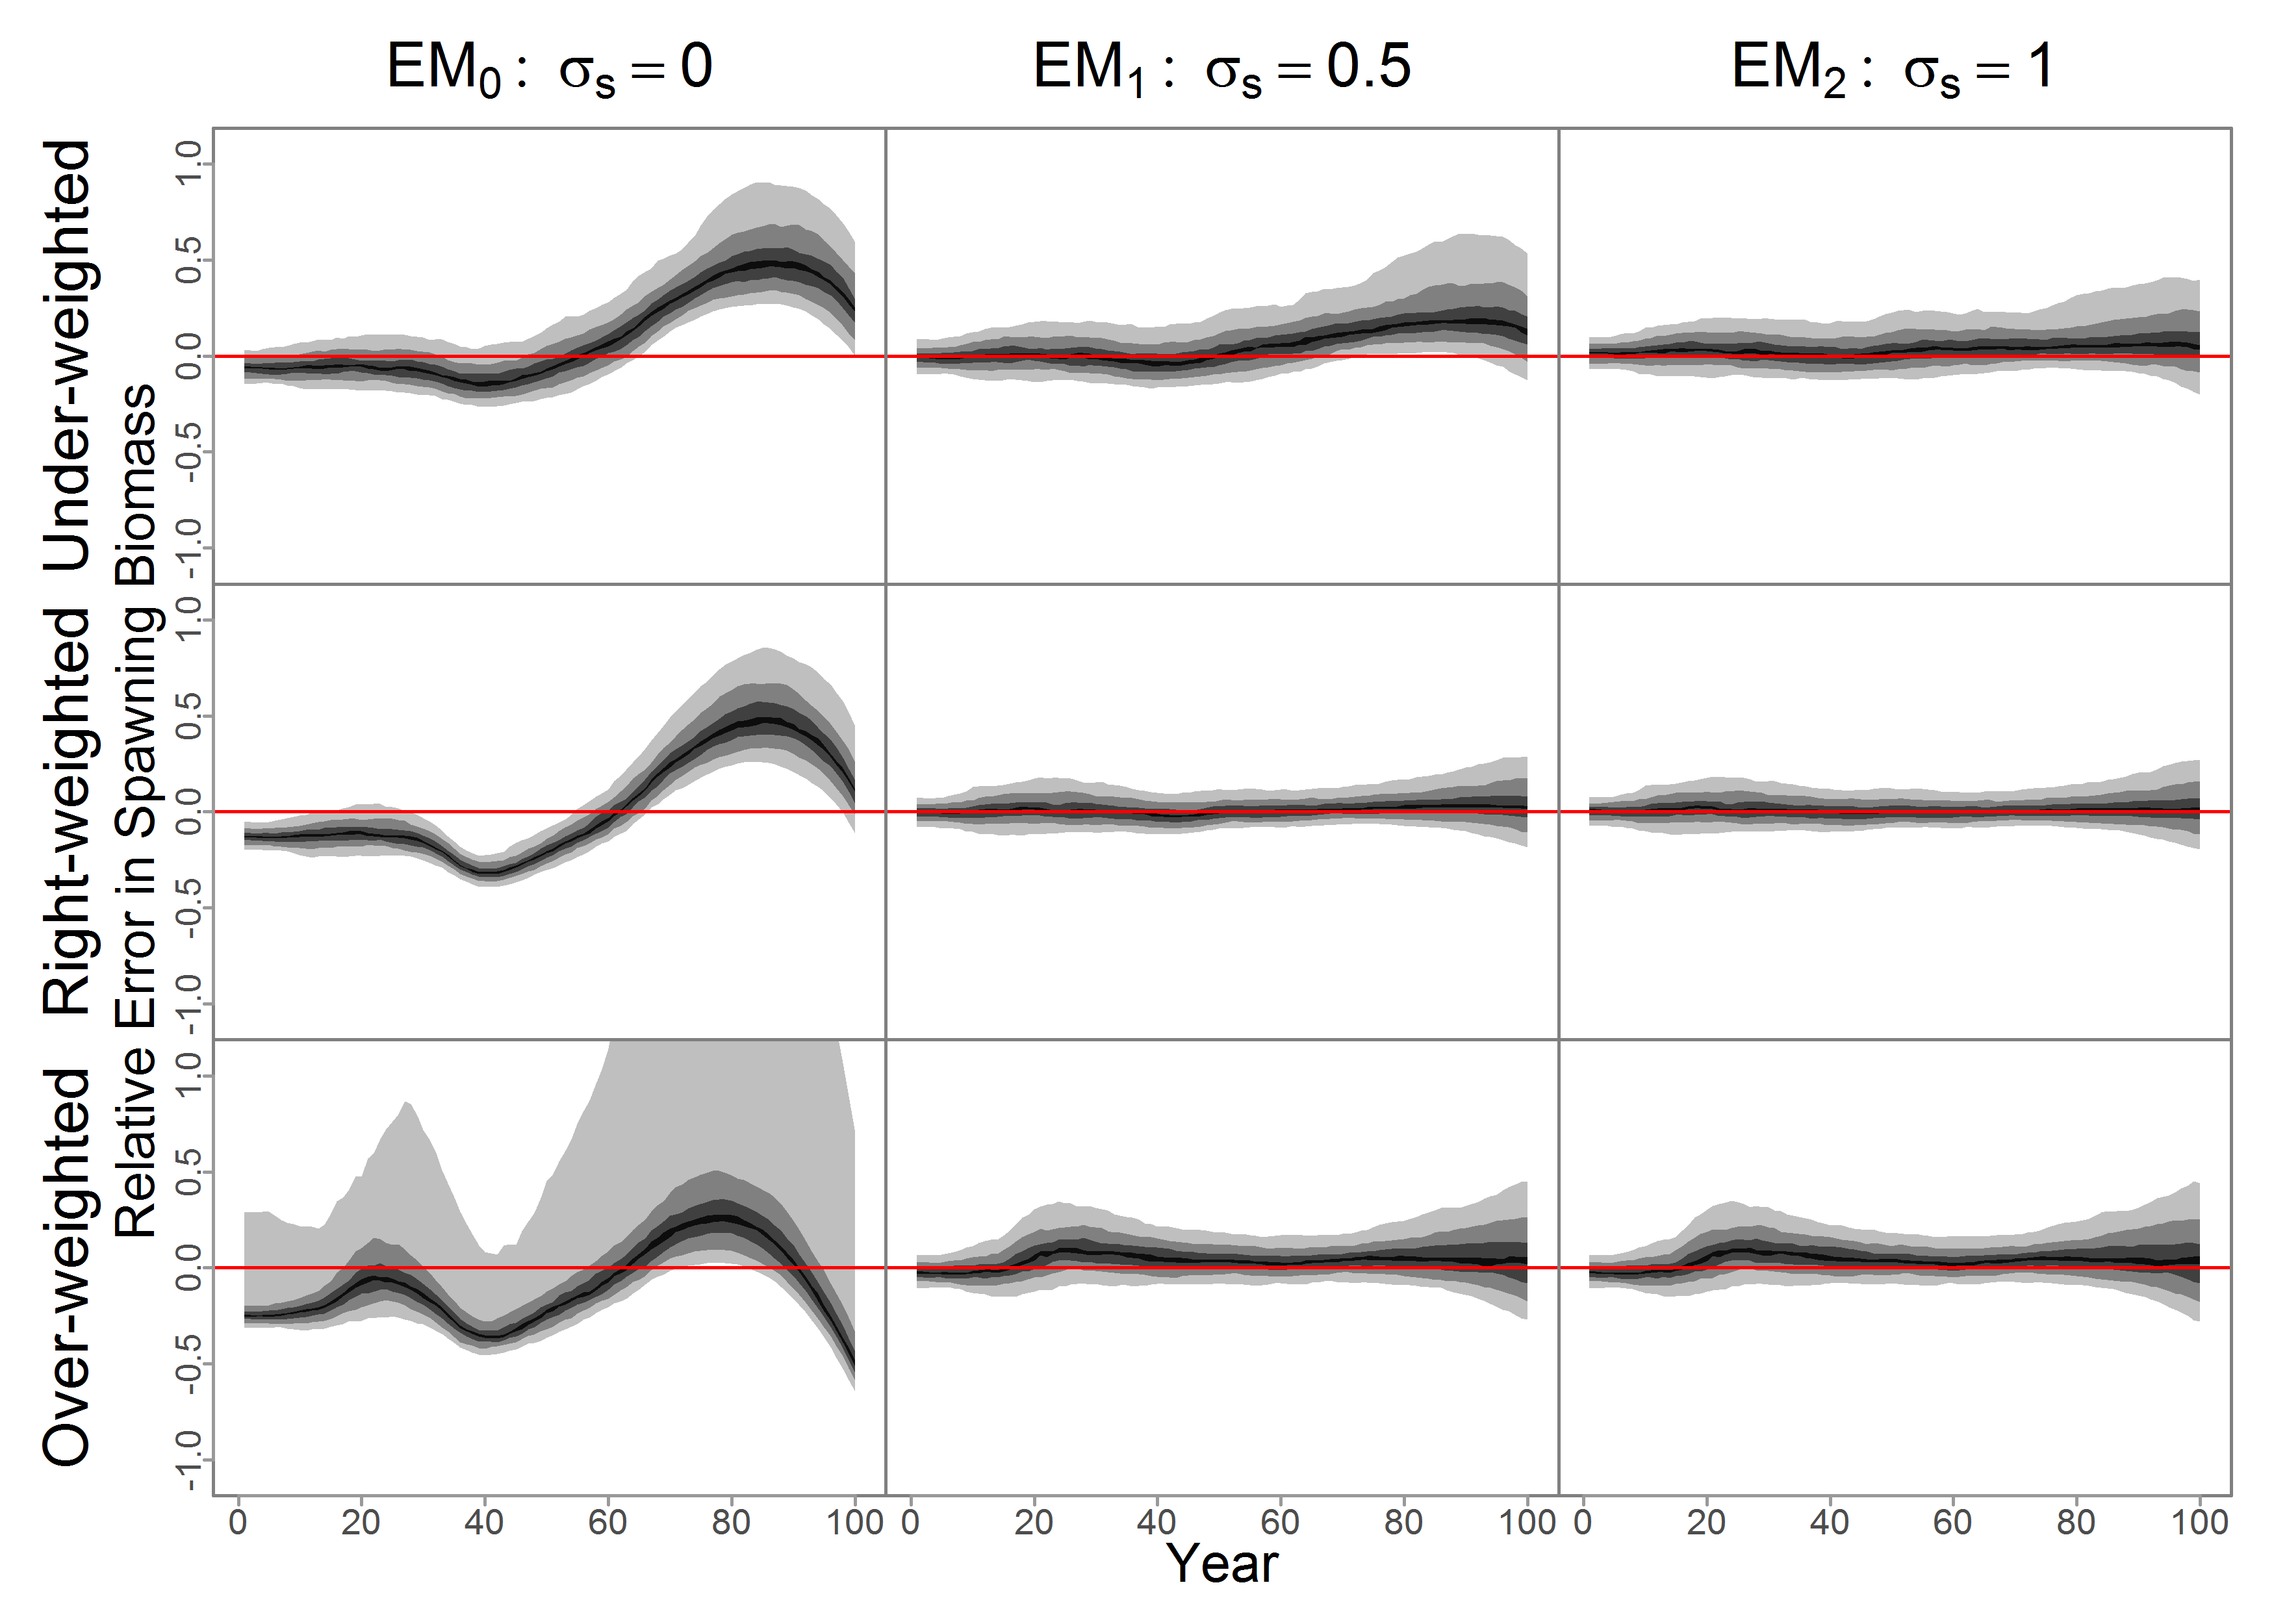 EM₀ : σₛ = 0
EM₁ : σₛ = 0.5
EM₂ : σₛ = 1
Under-weighted
Right-weighted
Over-weighted
Relative Error in Spawning Biomass
1.0
0.5
0.0
-0.5
-1.0
1.0
0.5
0.0
-0.5
-1.0
1.0
0.5
0.0
-0.5
-1.0
0 20 40 60 80 100
0 20 40 60 80 100
0 20 40 60 80 100
Year